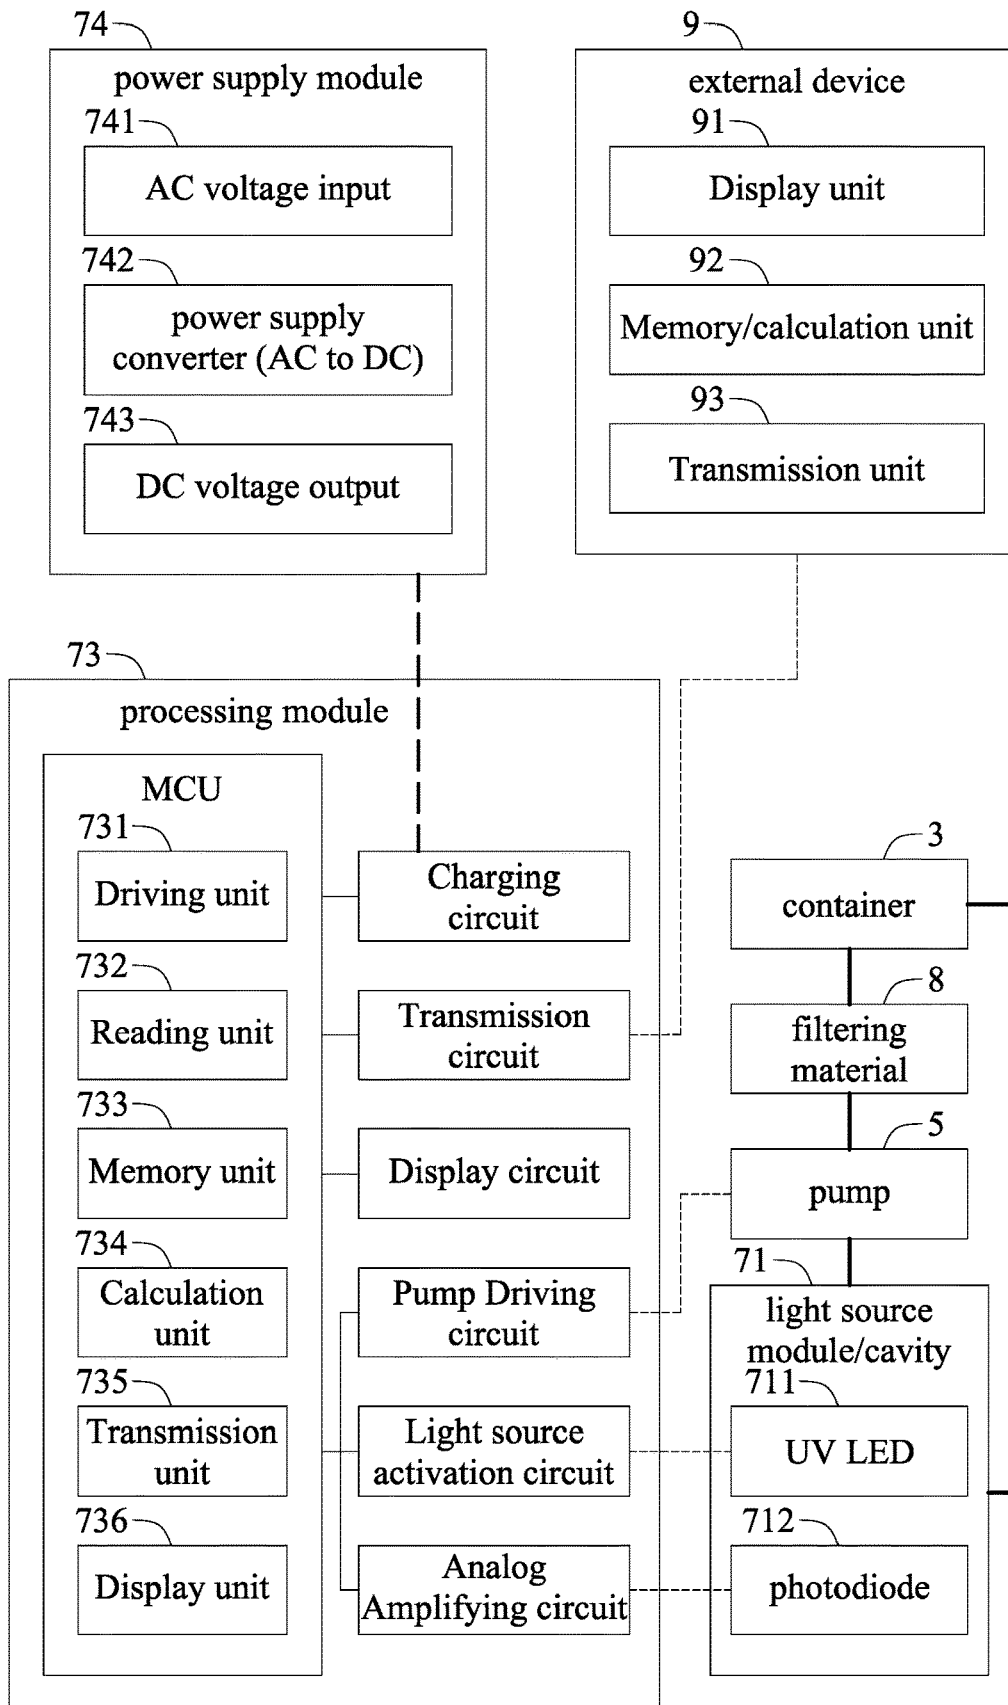 74
power supply module
741
AC voltage input
742
power supply
converter (AC to DC)
743
DC voltage output
9
external device
91
Display unit
92
Memory/calculation unit
93
Transmission unit
73
processing module
MCU
731
Driving unit
732
Reading unit
733
Memory unit
734
Calculation
unit
735
Transmission
unit
736
Display unit
Charging
circuit
Transmission
circuit
Display circuit
Pump Driving
circuit
Light source
activation circuit
Analog
Amplifying circuit
3
container
8
filtering
material
5
pump
71
light source
module/cavity
711
UV LED
712
photodiode